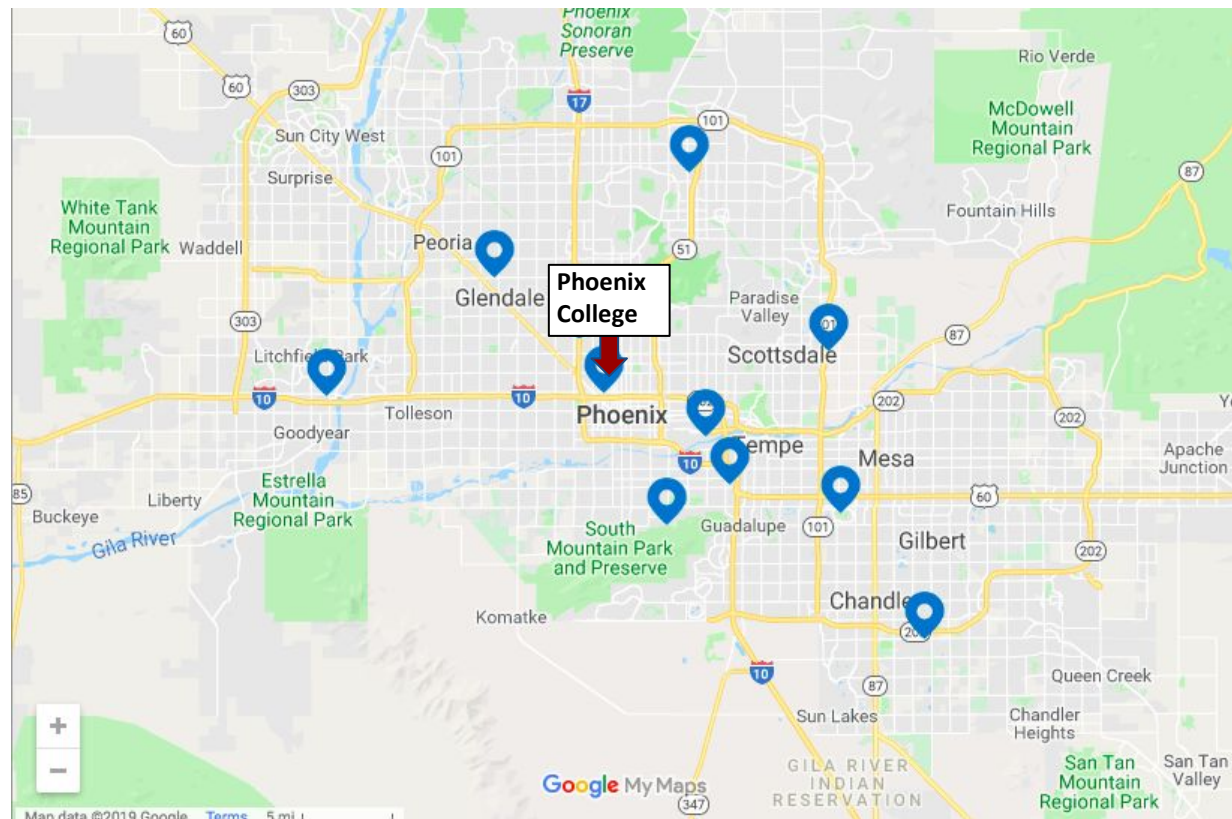 Phoenix
Sonoran
Preserve
60
Rio Verde
303
60
303
17
101
McDowell
Mountain
Regional Park
Sun City West
101
87
Surprise
White Tank
Mountain
Regional Park
Waddell
Peoria
51
Fountain Hills
Phoenix
College
Glendale
Paradise
Valley
303
101
87
Scottsdale
Litchfield Park
10
10
202
Tolleson
Phoenix
202
Goodyear
Tempe
Mesa
Apache
Junction
10
Estrella
Mountain
Regional Park
85
Liberty
60
Buckeye
Guadalupe
101
South
Mountain Park
and Preserve
Gilbert
Gila River
202
Chandle
Komatke
10
87
Queen Creek
Sun Lakes
Chandler
Heights
+
−
GILA RIVER
INDIAN
RESERVATION
San Tan
Mountain
Regional Park
San Tan
Valley
Google My Maps
347
Map data ©2019 Google Terms 5 mi